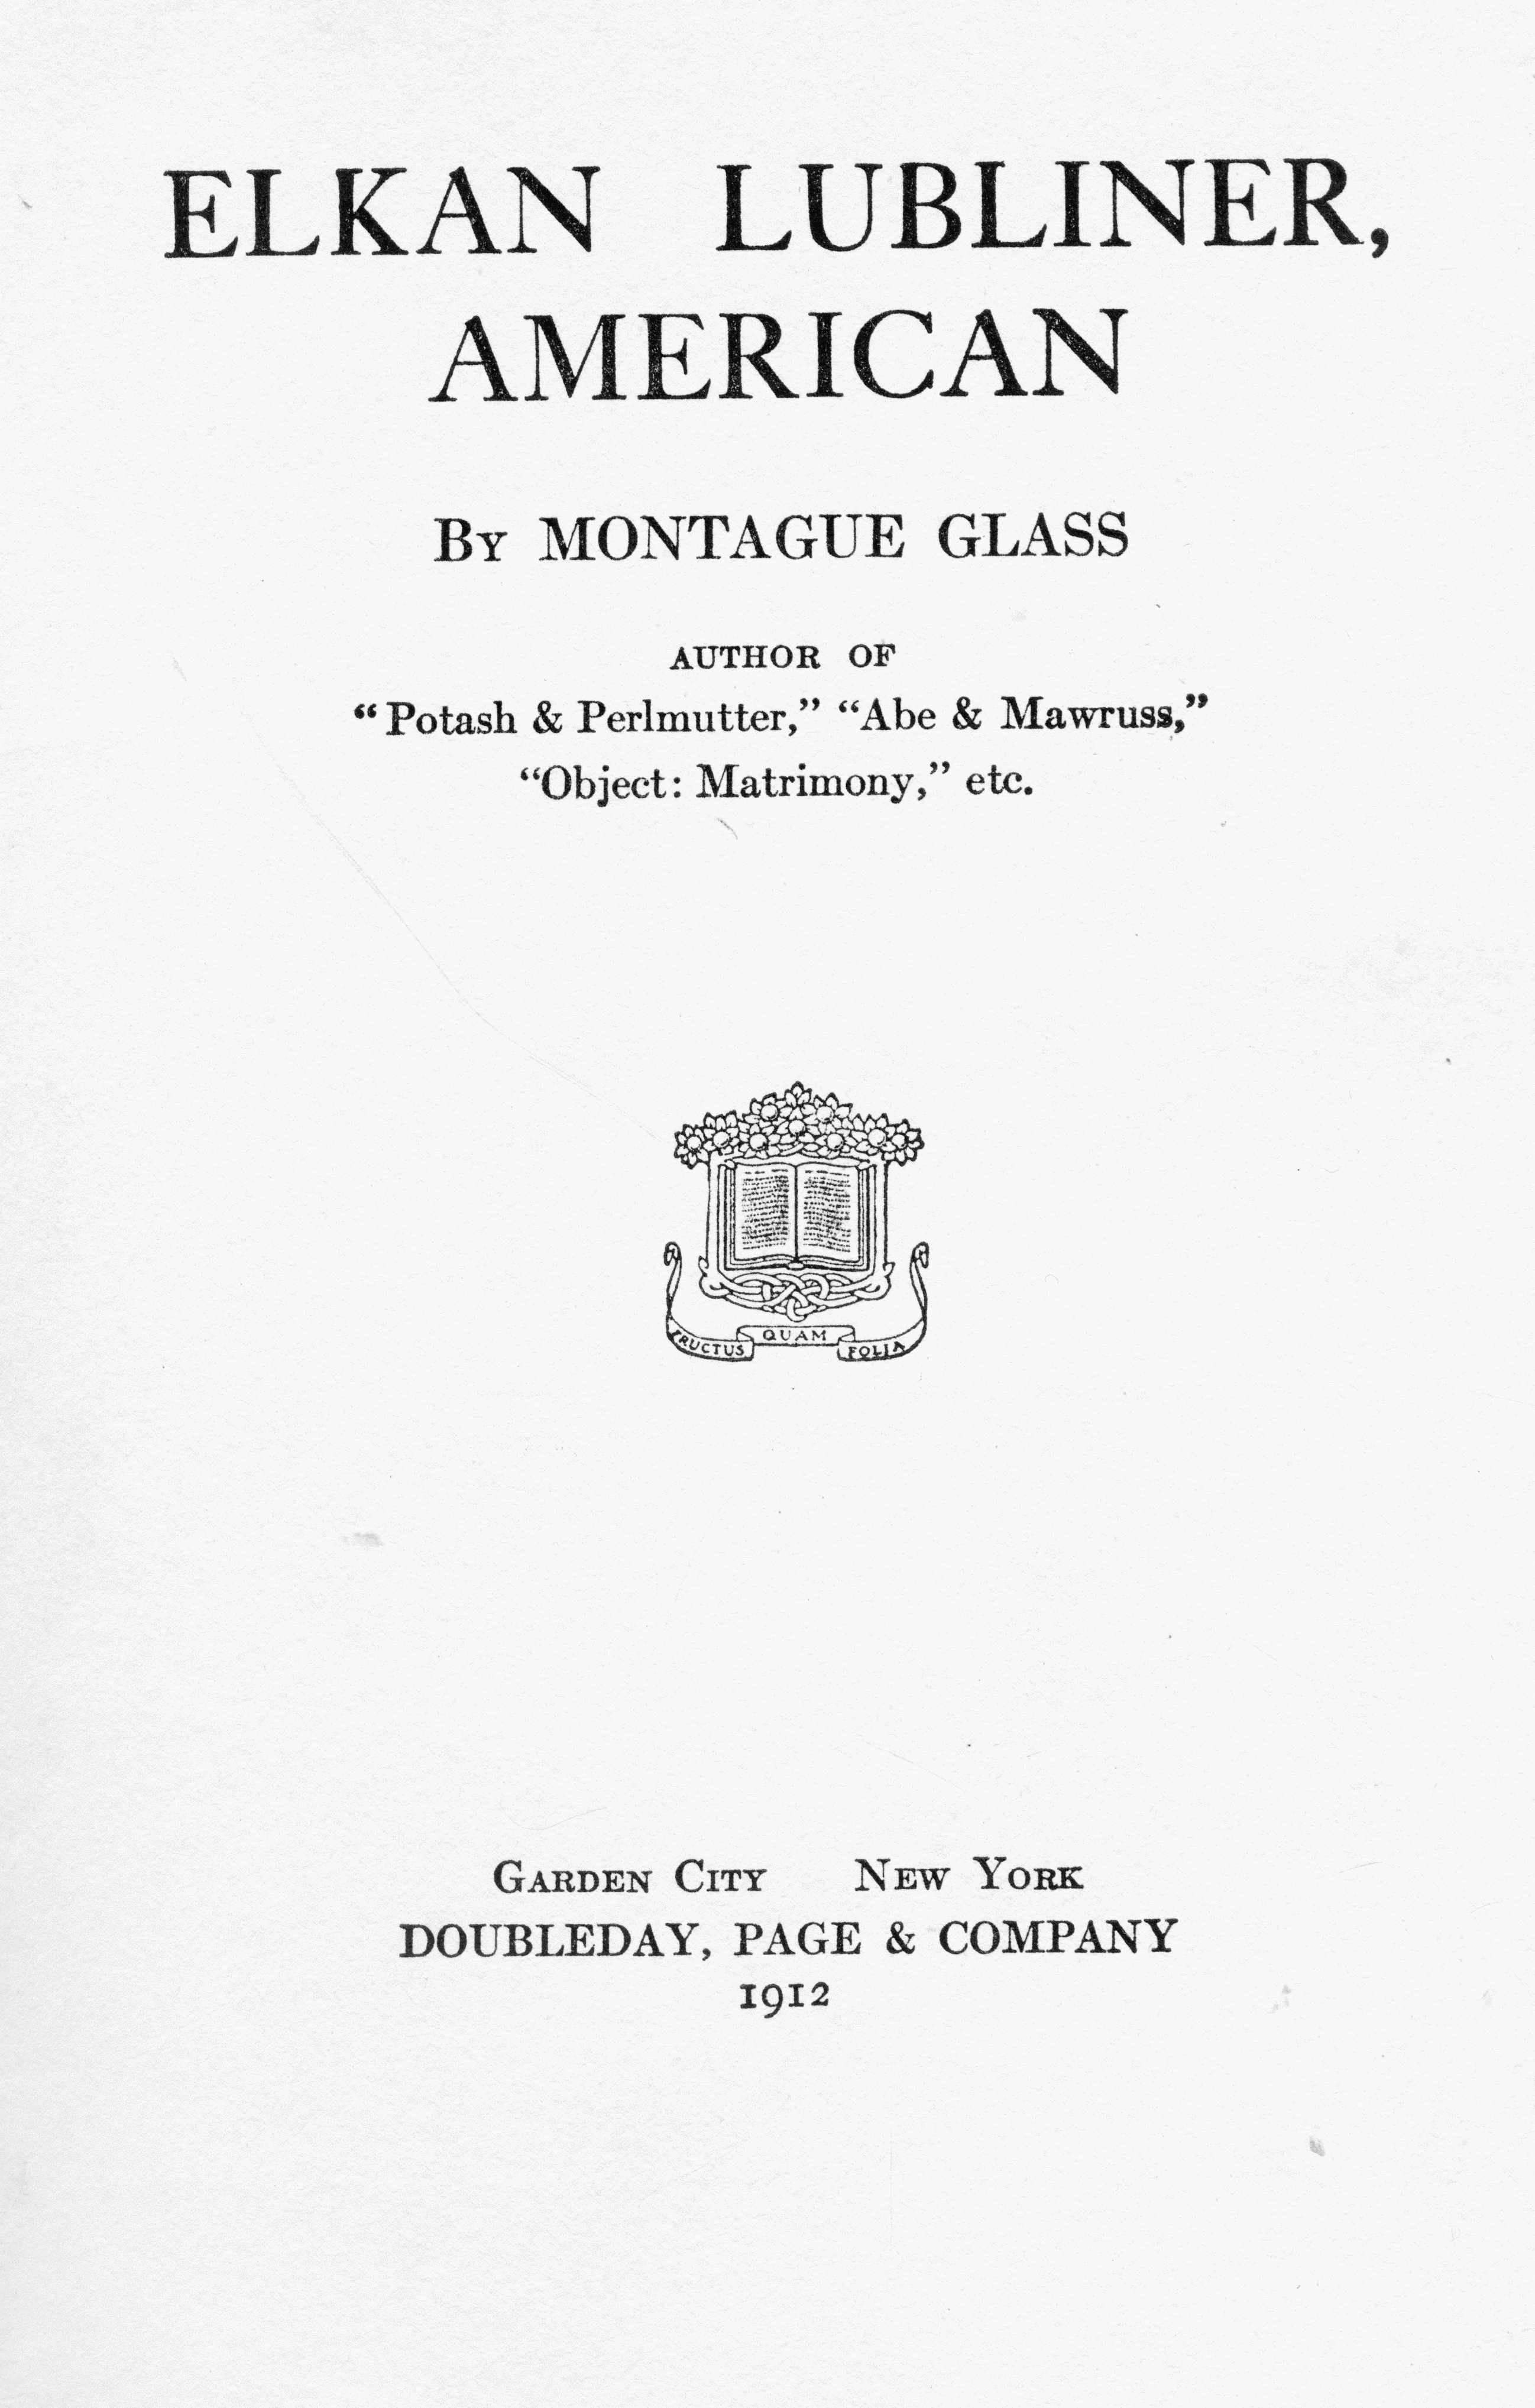 ELKAN LUBLINER,
AMERICAN
BY MONTAGUE GLASS
AUTHOR OF
“Potash & Perlmutter,” “Abe & Mawruss,”
“Object: Matrimony,” etc.
FRUCTUS QUAM FOLIA
GARDEN CITY NEW YORK
DOUBLEDAY, PAGE & COMPANY
1912